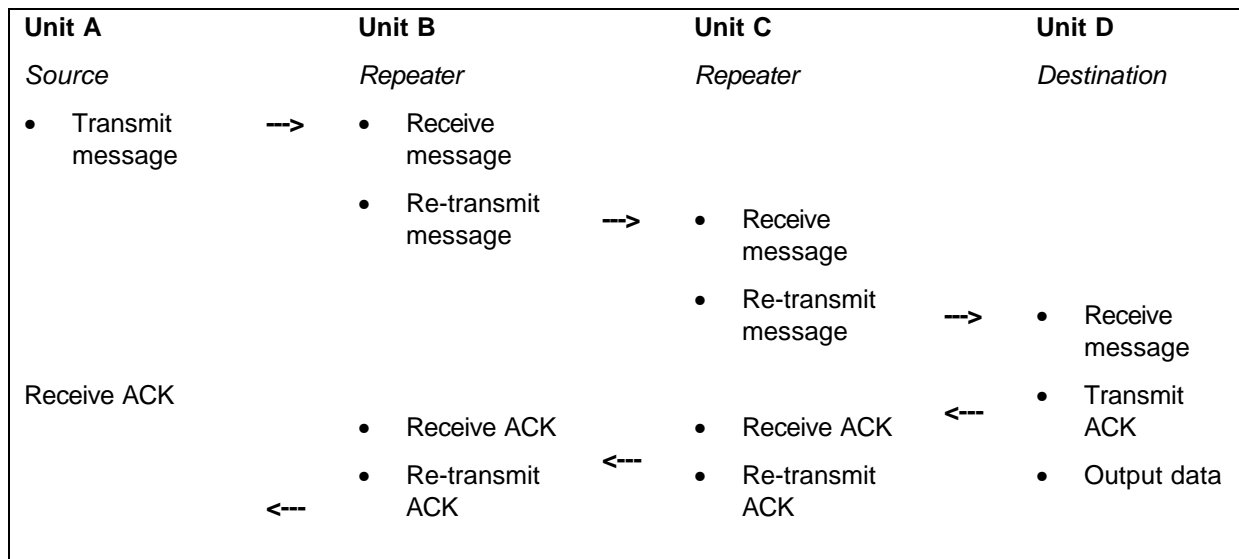 Unit A Unit B Unit C Unit D
Source Repeater Repeater Destination
• Transmit ---> • Receive
message message
• Re-transmit ---> • Receive
message message
• Re-transmit ---> • Receive
message message
Receive ACK <--- • Transmit
ACK
• Receive ACK <--- • Receive ACK
• Re-transmit • Re-transmit • Output data
<--- ACK ACK